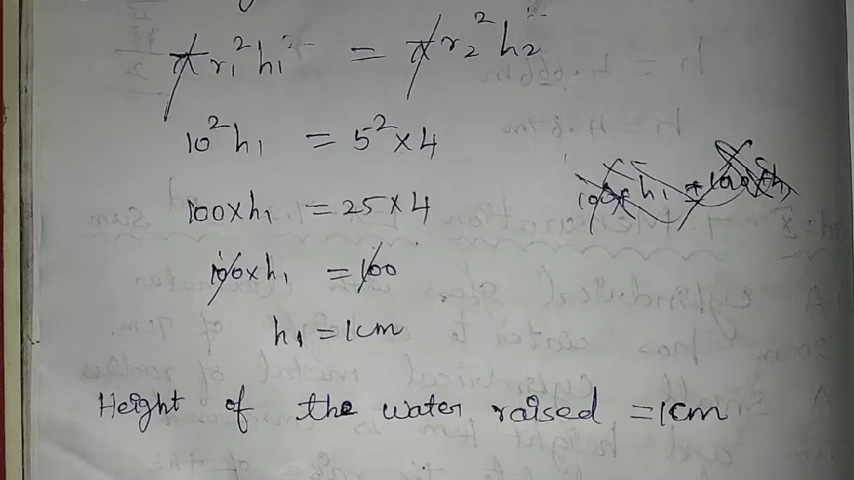 πr₁²h₁ = πr₂²h₂
10²h₁ = 5²×4
100×h₁ = 25×4
100×h₁ = 100
h₁ = 1cm
Height of the water raised = 1cm